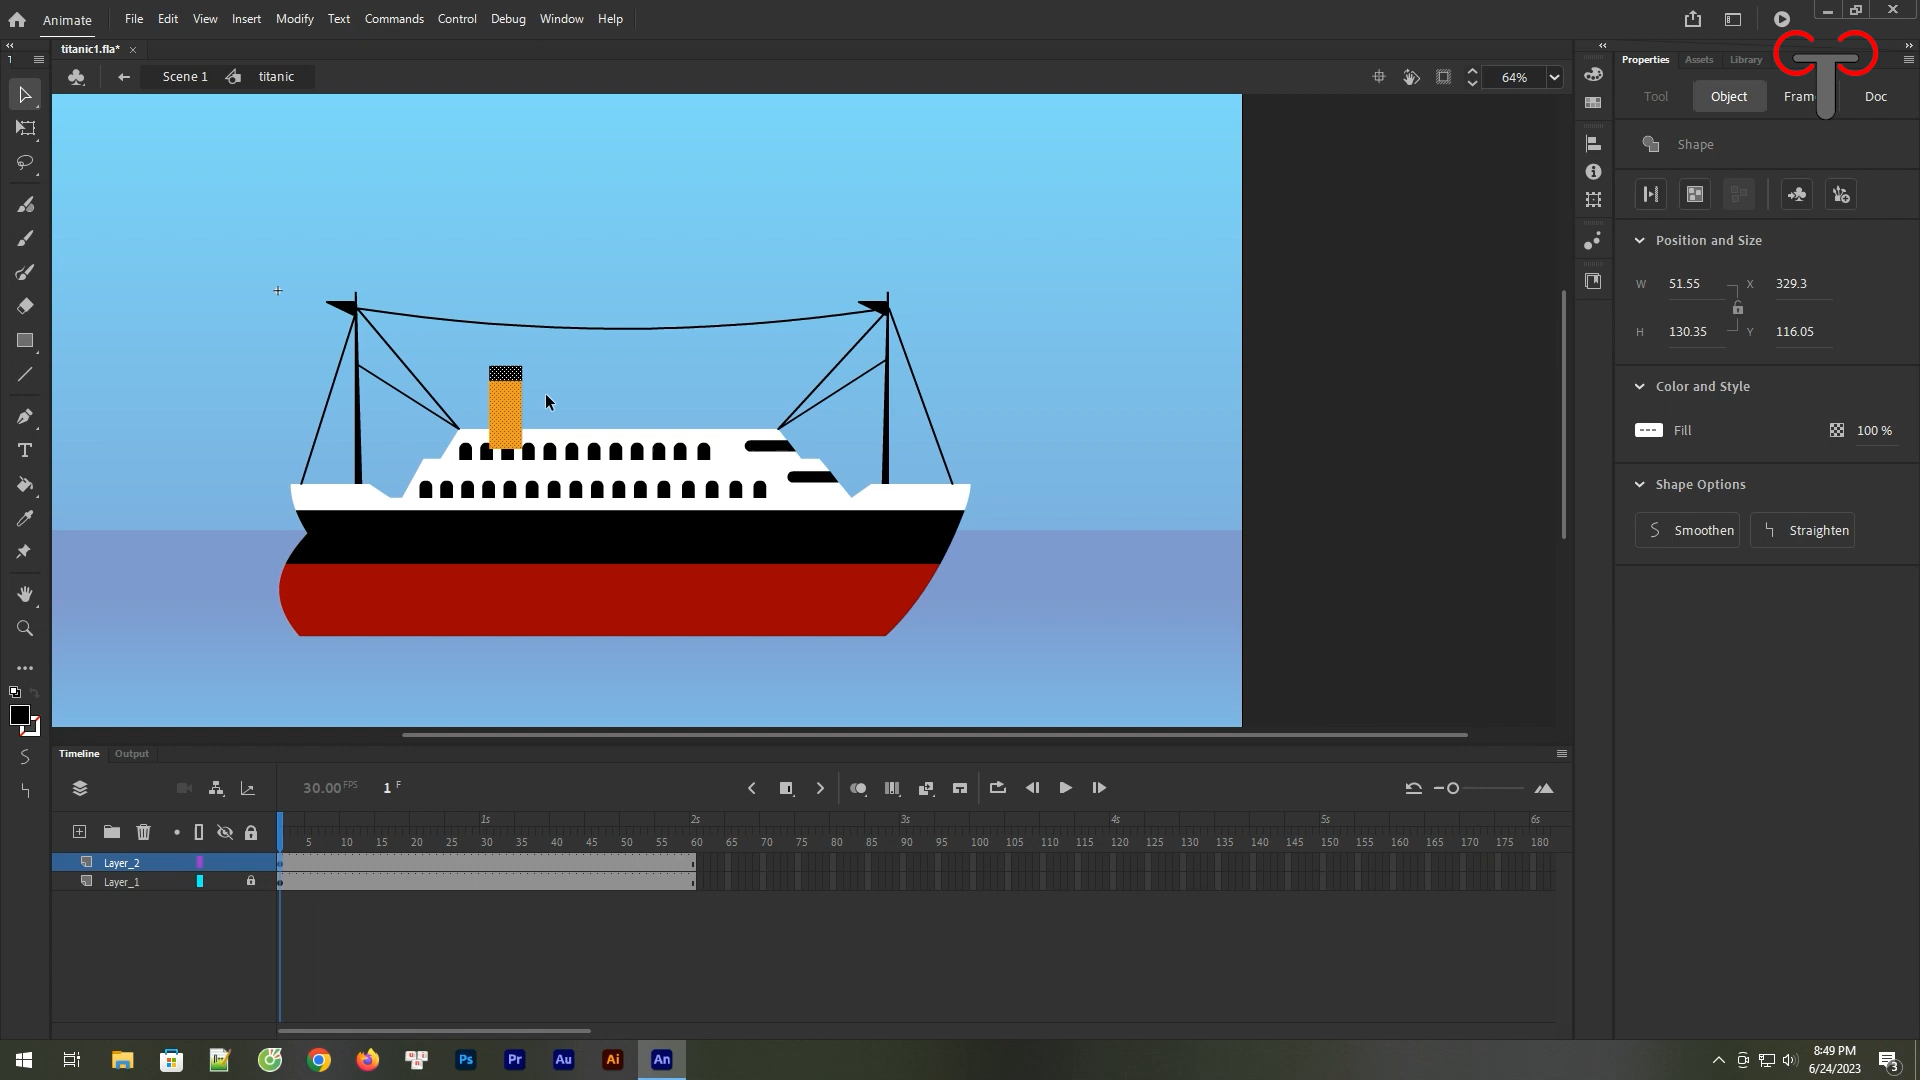 Animate File Edit View Insert Modify Text Commands Control Debug Window Help
titanic1.fla*
Scene 1 titanic 64%
Properties Assets Library
Tool Object Fram Doc
Shape
Position and Size
W 51.55 X 329.3
H 130.35 Y 116.05
Color and Style
Fill 100 %
Shape Options
Smoothen Straighten
Timeline Output
30.00 FPS 1 F
1s 2s 3s 4s 5s 6s
5 10 15 20 25 30 35 40 45 50 55 60 65 70 75 80 85 90 95 100 105 110 115 120 125 130 135 140 145 150 155 160 165 170 175 180
Layer_2
Layer_1
Ps Pr Au Ai An
8:49 PM
6/24/2023
3